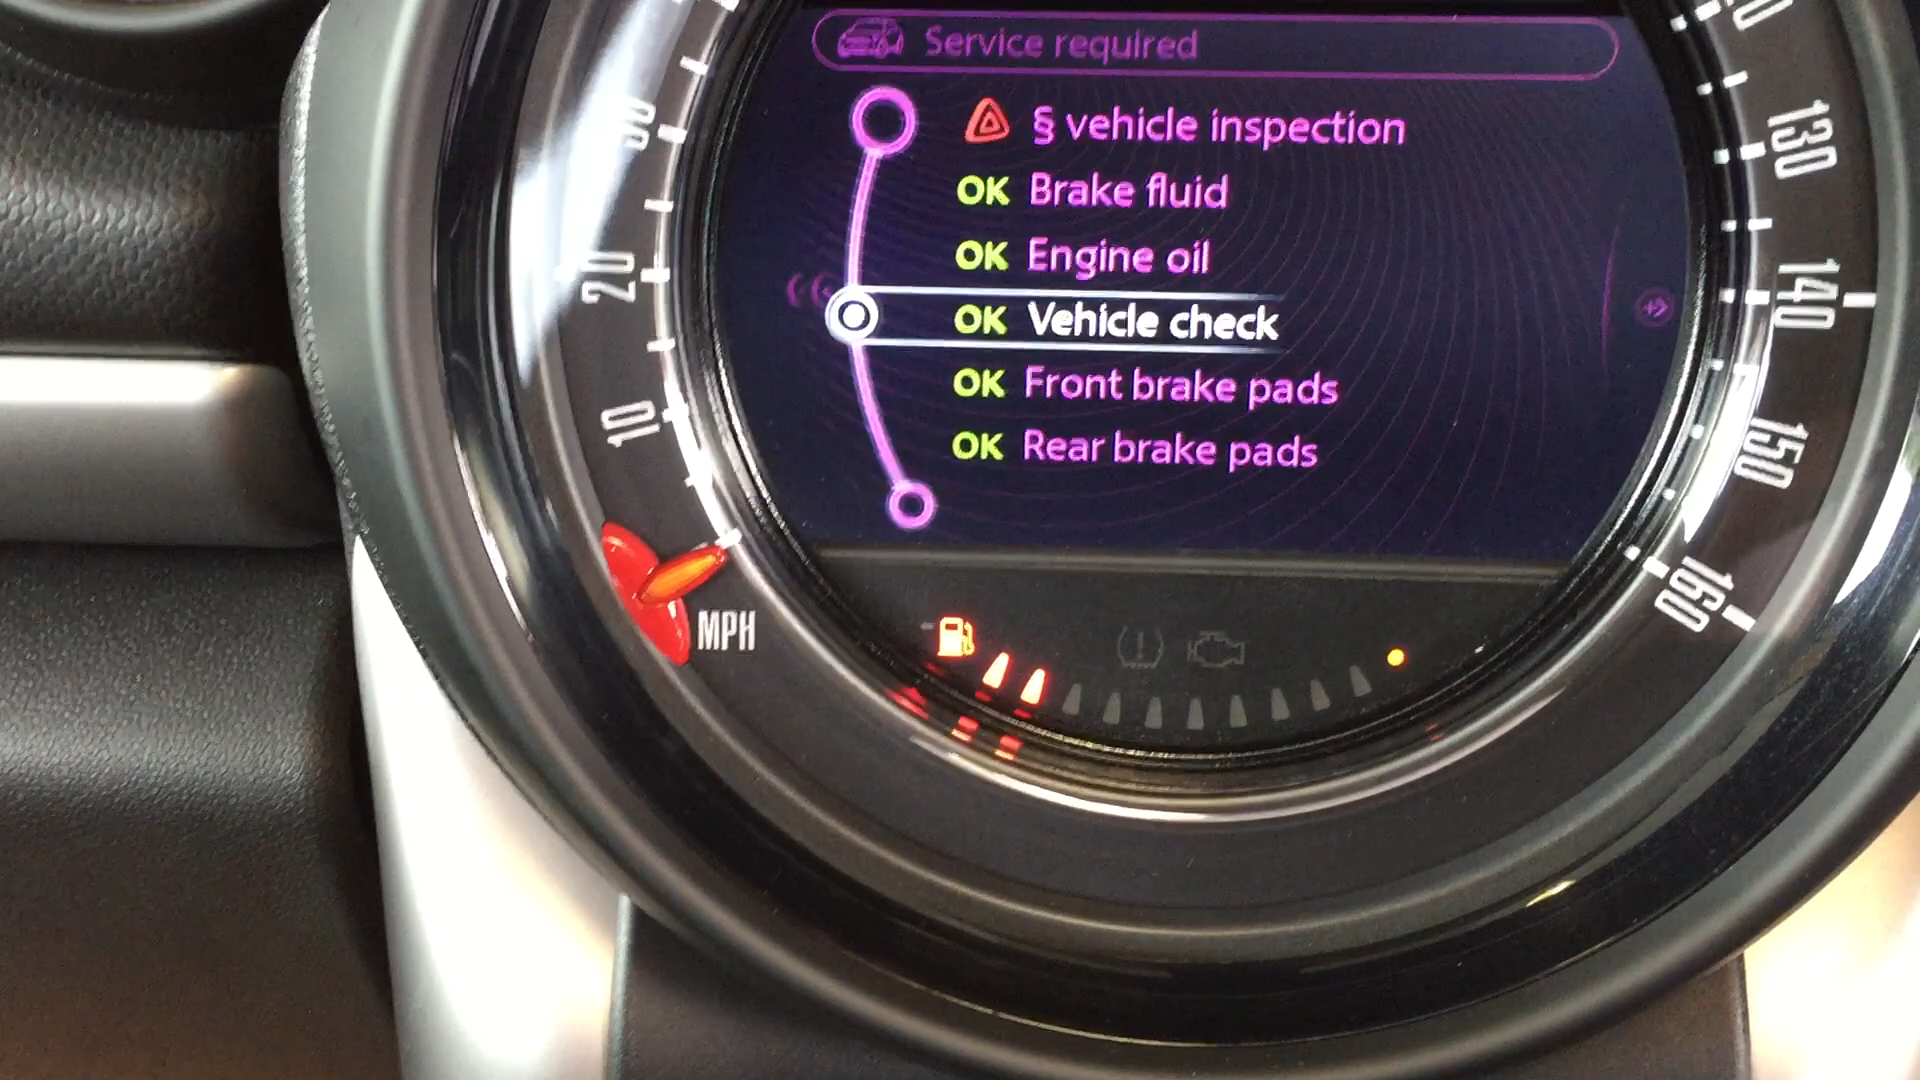 Service required
§ vehicle inspection
OK Brake fluid
OK Engine oil
OK Vehicle check
OK Front brake pads
OK Rear brake pads
30
20
10
MPH
130
140
150
160